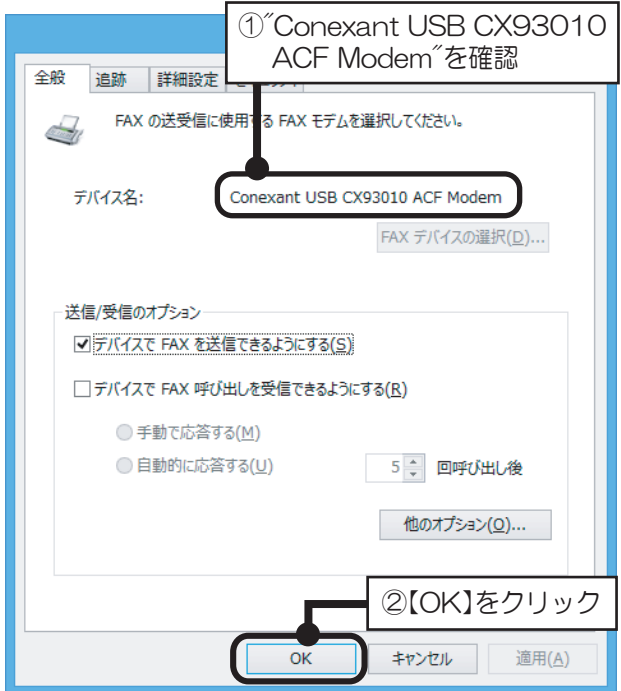 ①"Conexant USB CX93010
ACF Modem"を確認
全般 追跡 詳細設定
FAX の送受信に使用する FAX モデムを選択してください。
デバイス名: Conexant USB CX93010 ACF Modem
FAX デバイスの選択(D)...
送信/受信のオプション
デバイスで FAX を送信できるようにする(S)
デバイスで FAX 呼び出しを受信できるようにする(R)
手動で応答する(M)
自動的に応答する(U) 5 回呼び出し後
他のオプション(O)...
②【OK】をクリック
OK キャンセル 適用(A)